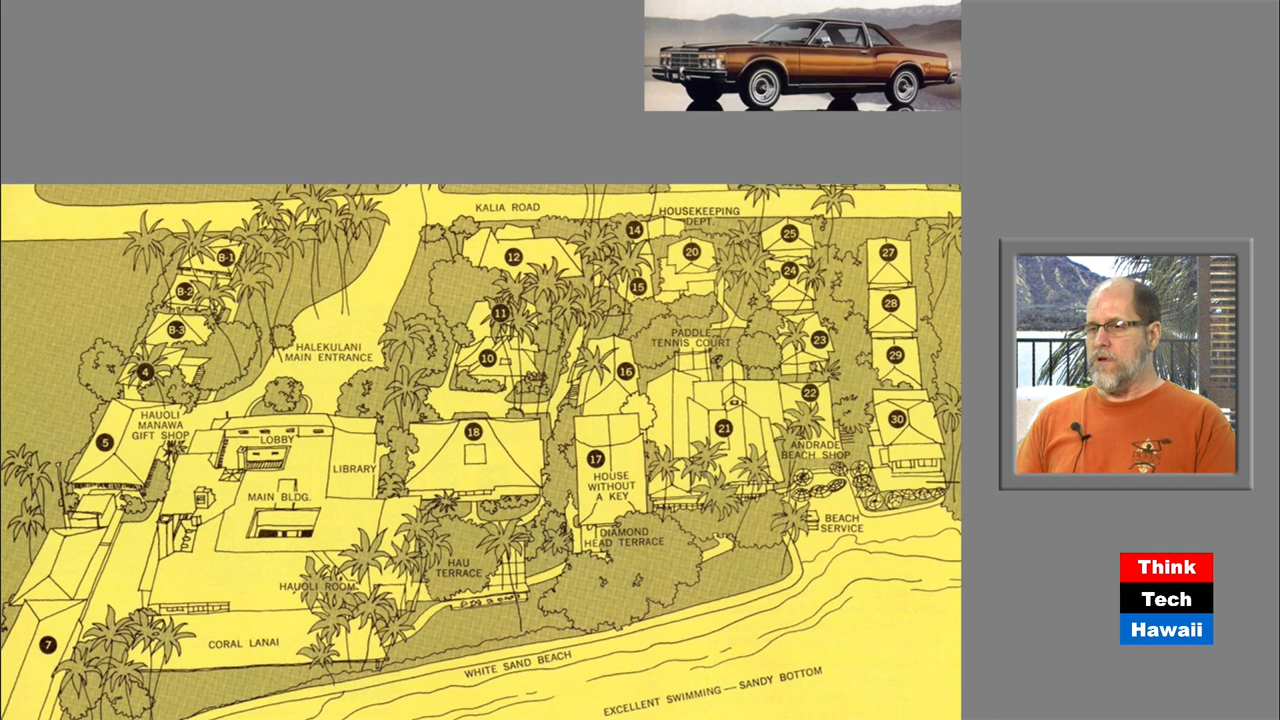 KALIA ROAD
HOUSEKEEPING
DEPT.
14
25
B-1
12
20
24
27
B-2
15
11
28
B-3
HALEKULANI
MAIN ENTRANCE
PADDLE
TENNIS COURT
23
10
29
4
16
22
HAUOLI
MANAWA
GIFT SHOP
5
LOBBY
18
21
30
LIBRARY
17
HOUSE
WITHOUT
A KEY
ANDRADE
BEACH SHOP
MAIN BLDG.
BEACH
SERVICE
DIAMOND
HEAD TERRACE
HAU
TERRACE
HAUOLI ROOM
7
CORAL LANAI
WHITE SAND BEACH
EXCELLENT SWIMMING — SANDY BOTTOM
Think
Tech
Hawaii